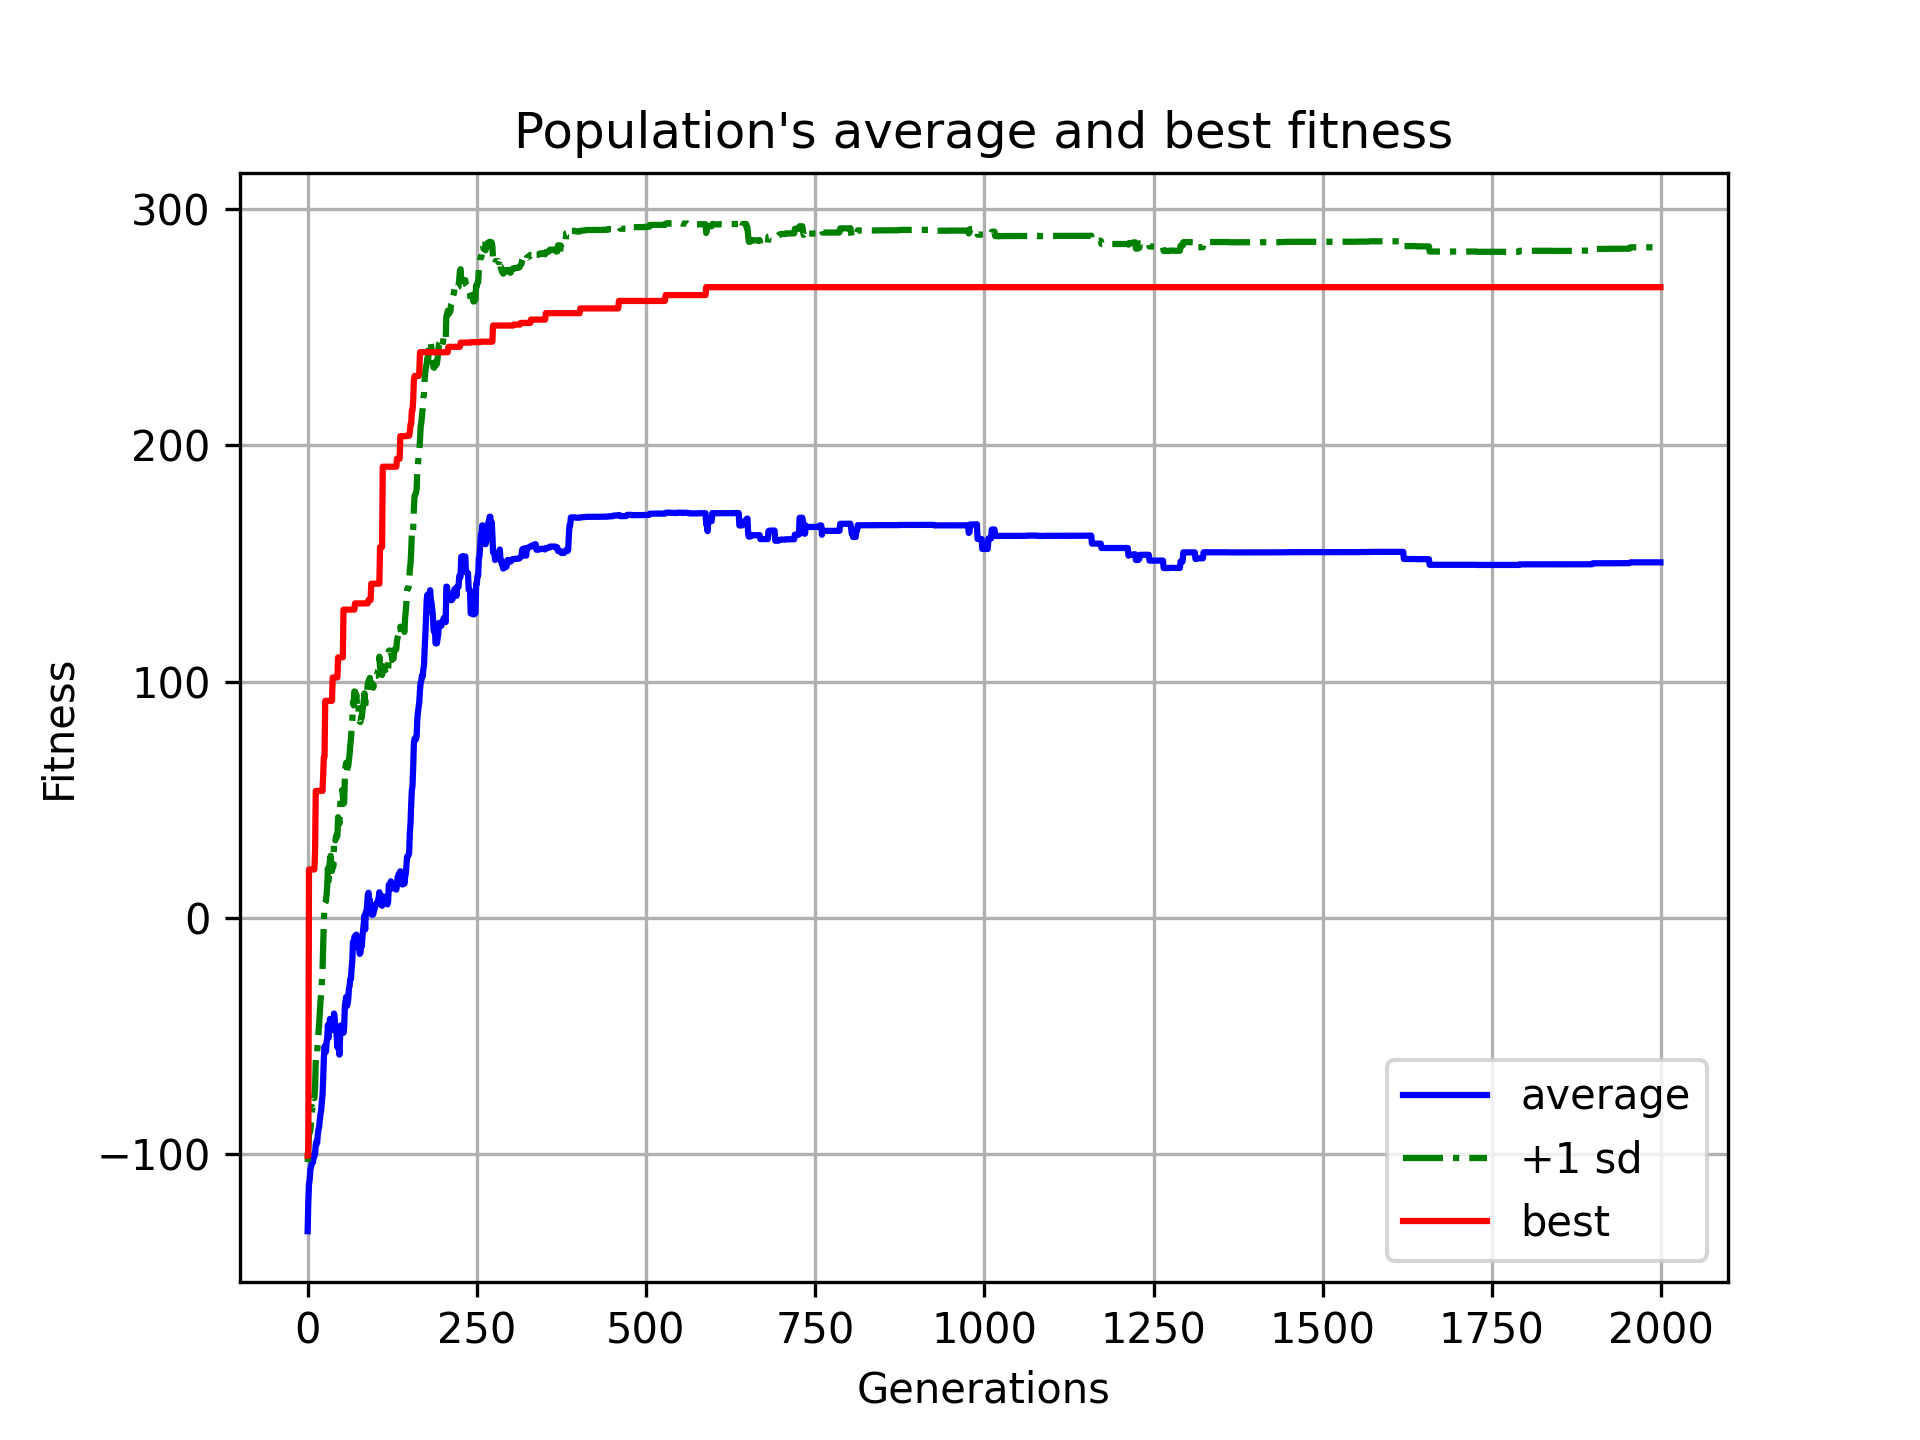 Population's average and best fitness
300
200
100
0
−100
Fitness
0 250 500 750 1000 1250 1500 1750 2000
Generations
average
+1 sd
best